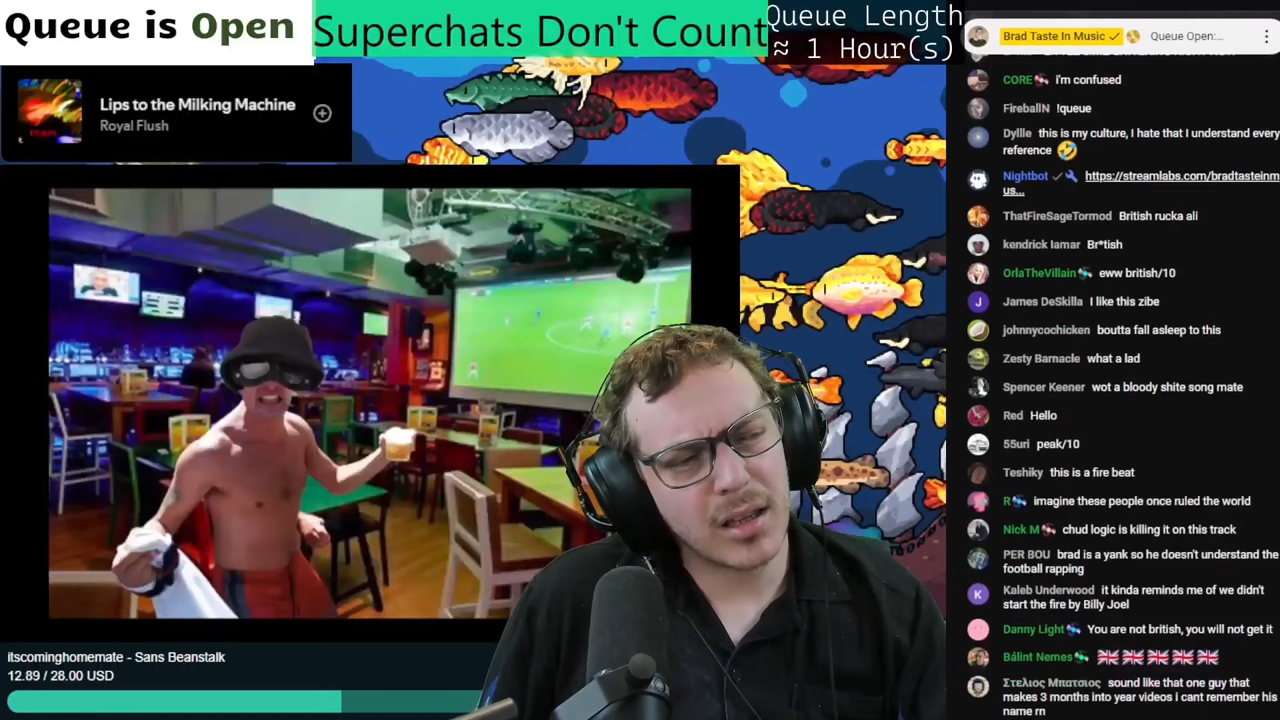 Queue is Open
Superchats Don't Count
Queue Length
≈ 1 Hour(s)
Lips to the Milking Machine
Royal Flush
itscominghomemate - Sans Beanstalk
12.89 / 28.00 USD
Brad Taste In Music Queue Open:...
CORE i'm confused
FireballN !queue
Dyllie this is my culture, I hate that I understand every
reference 🤣
Nightbot https://streamlabs.com/bradtasteinm
us...
ThatFireSageTormod British rucka ali
kendrick lamar Br*tish
OrlaTheVillain eww british/10
James DeSkilla I like this zibe
johnnycochicken boutta fall asleep to this
Zesty Barnacle what a lad
Spencer Keener wot a bloody shite song mate
Red Hello
55uri peak/10
Teshiky this is a fire beat
R imagine these people once ruled the world
Nick M chud logic is killing it on this track
PER BOU brad is a yank so he doesn't understand the
football rapping
Kaleb Underwood it kinda reminds me of we didn't
start the fire by Billy Joel
Danny Light You are not british, you will not get it
Bálint Nemes 🇬🇧🇬🇧🇬🇧🇬🇧🇬🇧
Στελιος Μπατσιος sound like that one guy that
makes 3 months into year videos i cant remember his
name rn